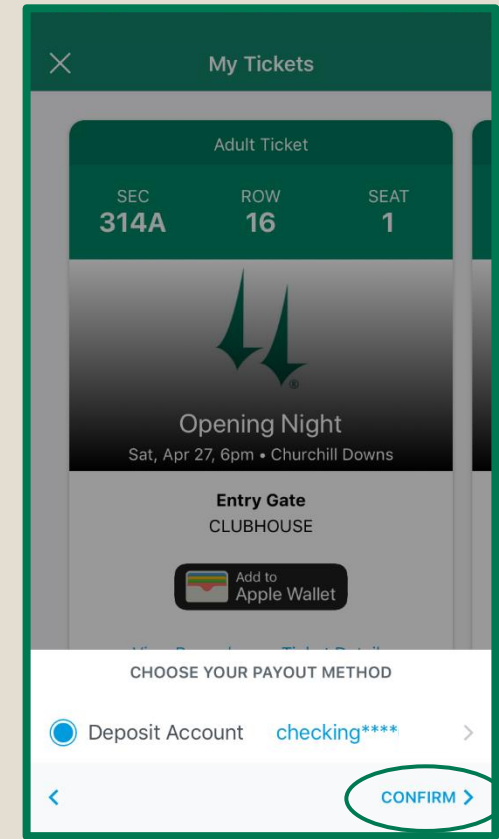 My Tickets
Adult Ticket
SEC ROW SEAT
314A 16 1
®
Opening Night
Sat, Apr 27, 6pm • Churchill Downs
Entry Gate
CLUBHOUSE
Add to
Apple Wallet
CHOOSE YOUR PAYOUT METHOD
Deposit Account checking****
CONFIRM